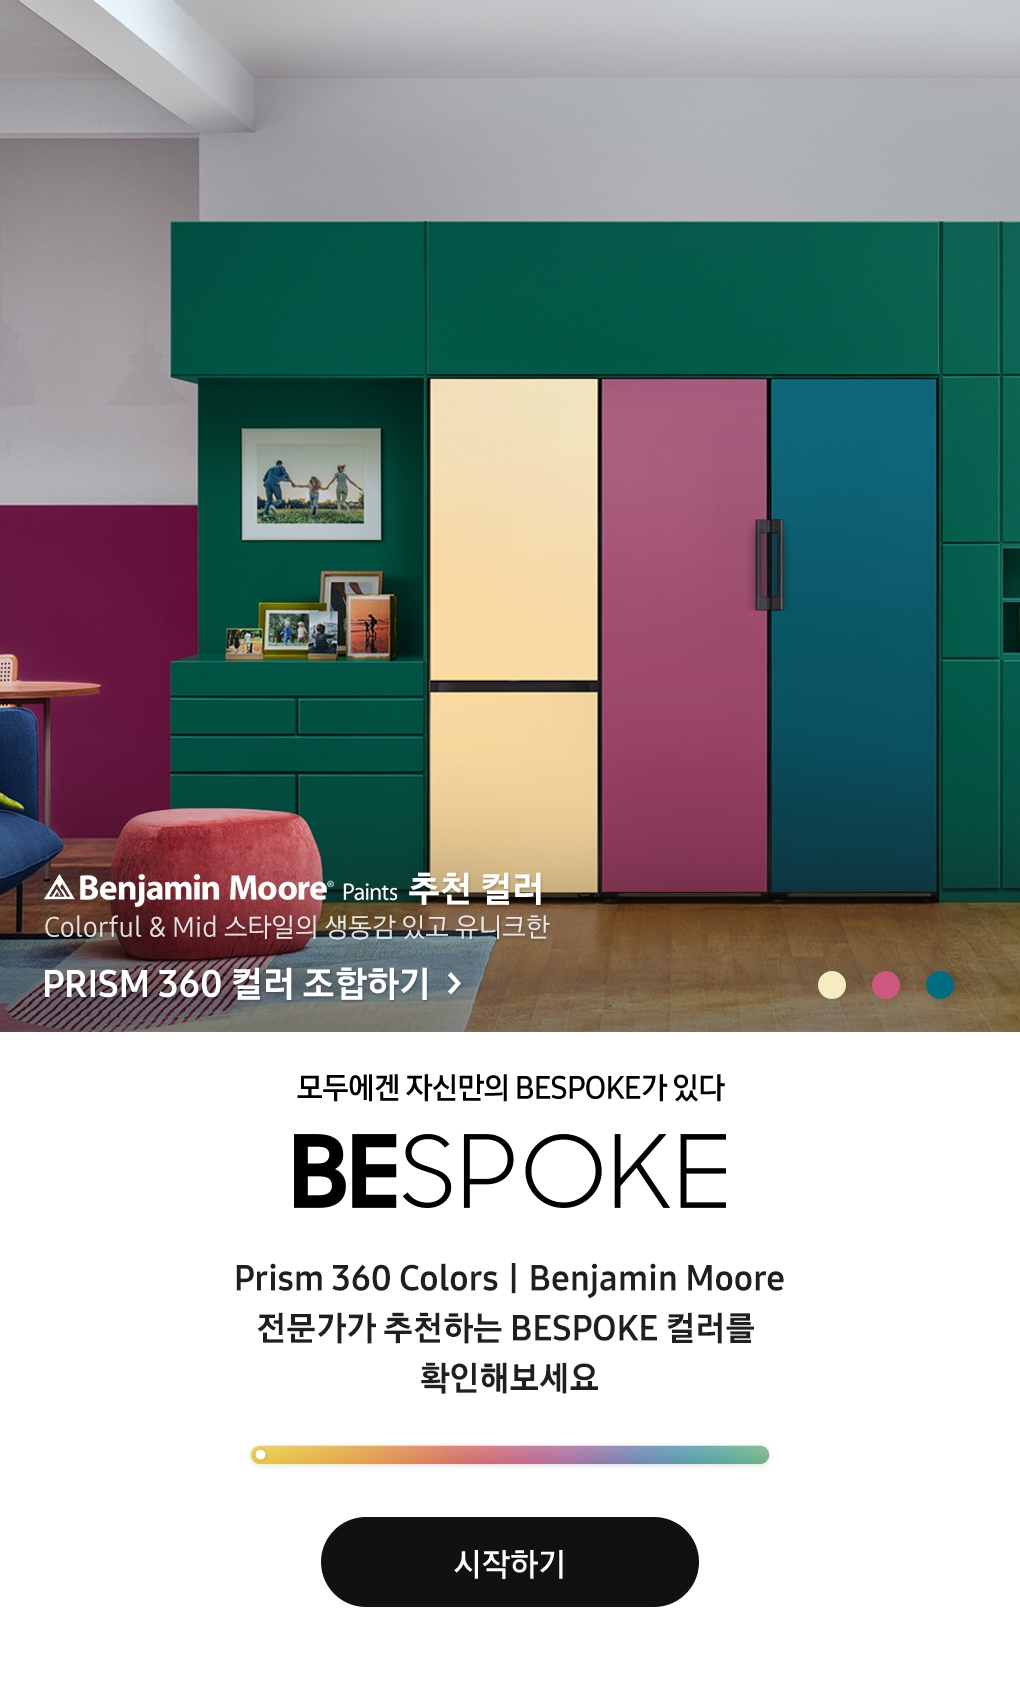 Benjamin Moore® Paints 추천 컬러
Colorful & Mid 스타일의 생동감 있고 유니크한
PRISM 360 컬러 조합하기 >
모두에겐 자신만의 BESPOKE가 있다
BESPOKE
Prism 360 Colors | Benjamin Moore
전문가가 추천하는 BESPOKE 컬러를
확인해보세요
시작하기